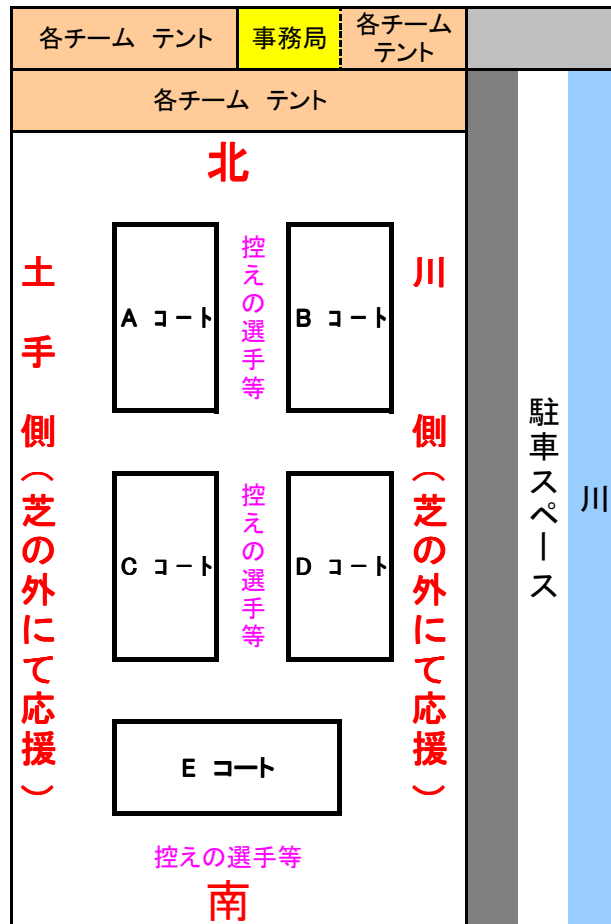 各チーム テント
事務局
各チーム
テント
各チーム テント
北
土手側（芝の外にて応援）
A コート
控えの選手等
B コート
川側（芝の外にて応援）
C コート
控えの選手等
D コート
E コート
控えの選手等
南
駐車スペース
川